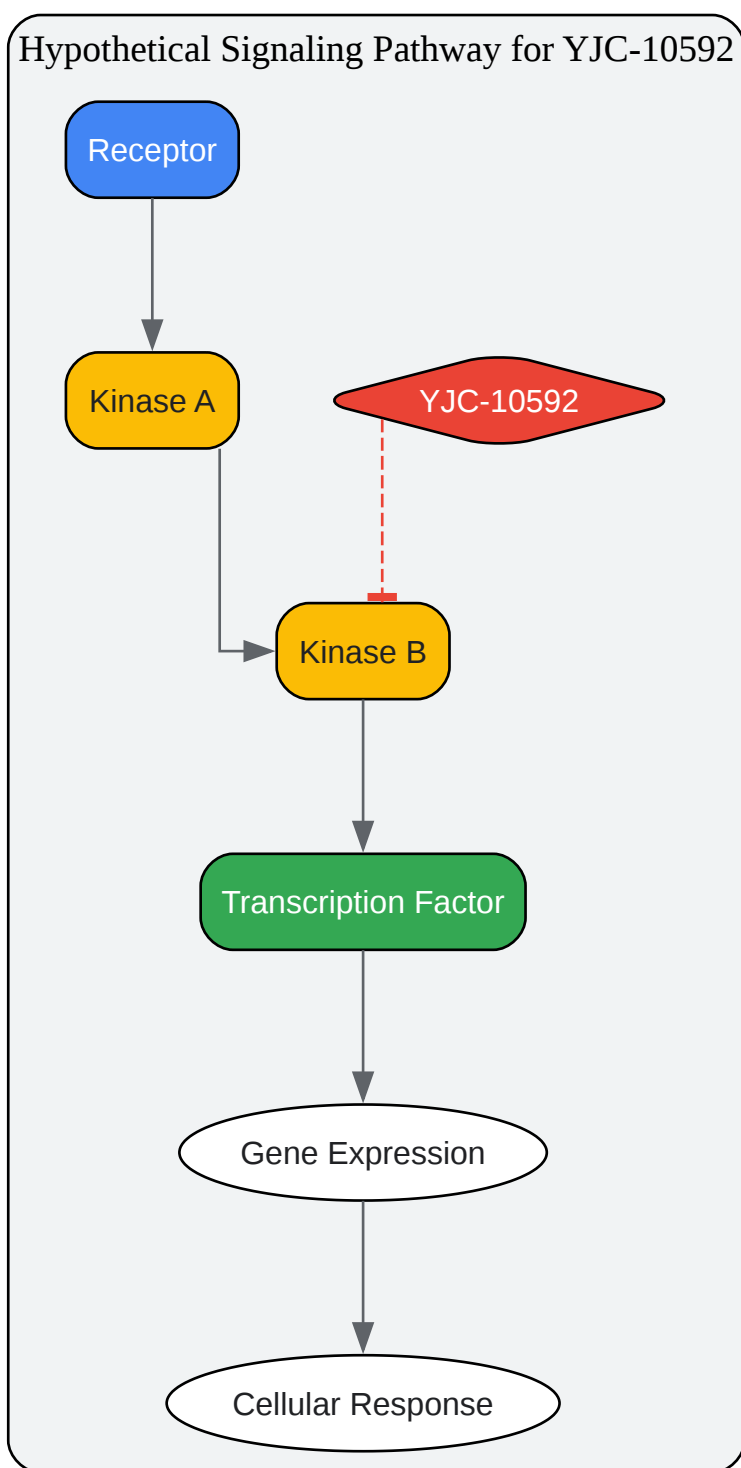 Hypothetical Signaling Pathway for YJC-10592
Receptor
Kinase A
YJC-10592
Kinase B
Transcription Factor
Gene Expression
Cellular Response